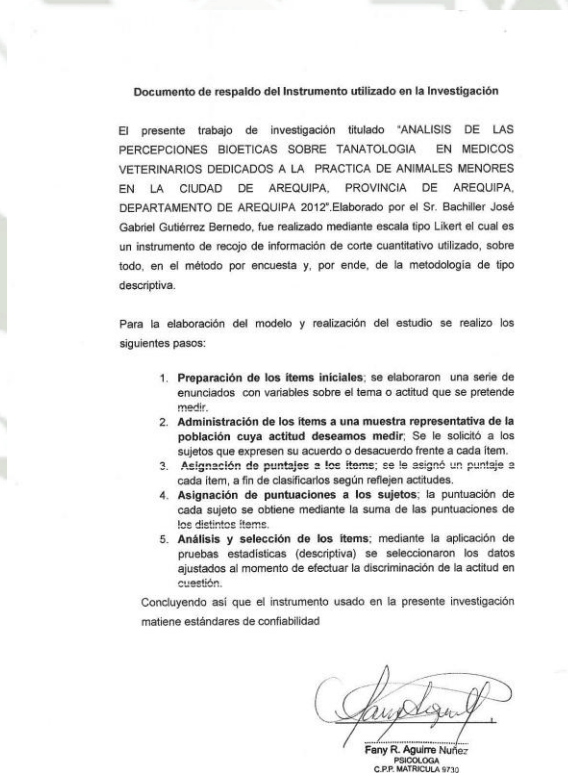 Documento de respaldo del Instrumento utilizado en la Investigación
El presente trabajo de investigación titulado "ANALISIS DE LAS
PERCEPCIONES BIOETICAS SOBRE TANATOLOGIA EN MEDICOS
VETERINARIOS DEDICADOS A LA PRACTICA DE ANIMALES MENORES
EN LA CIUDAD DE AREQUIPA, PROVINCIA DE AREQUIPA,
DEPARTAMENTO DE AREQUIPA 2012".Elaborado por el Sr. Bachiller José
Gabriel Gutiérrez Bernedo, fue realizado mediante escala tipo Likert el cual es
un instrumento de recojo de información de corte cuantitativo utilizado, sobre
todo, en el método por encuesta y, por ende, de la metodología de tipo
descriptiva.
Para la elaboración del modelo y realización del estudio se realizo los
siguientes pasos:
1. Preparación de los items iniciales; se elaboraron una serie de
enunciados con variables sobre el tema o actitud que se pretende
medir.
2. Administración de los items a una muestra representativa de la
población cuya actitud deseamos medir; Se le solicitó a los
sujetos que expresen su acuerdo o desacuerdo frente a cada ítem.
3. Asignación de puntajes a los items; se le asignó un puntaje a
cada ítem, a fin de clasificarlos según reflejen actitudes.
4. Asignación de puntuaciones a los sujetos; la puntuación de
cada sujeto se obtiene mediante la suma de las puntuaciones de
los distintos ítems.
5. Análisis y selección de los items; mediante la aplicación de
pruebas estadísticas (descriptiva) se seleccionaron los datos
ajustados al momento de efectuar la discriminación de la actitud en
cuestión.
Concluyendo así que el instrumento usado en la presente investigación
matiene estándares de confiabilidad
Fany R. Aguirre Nuñez
PSICOLOGA
C.P.P. MATRICULA 9730